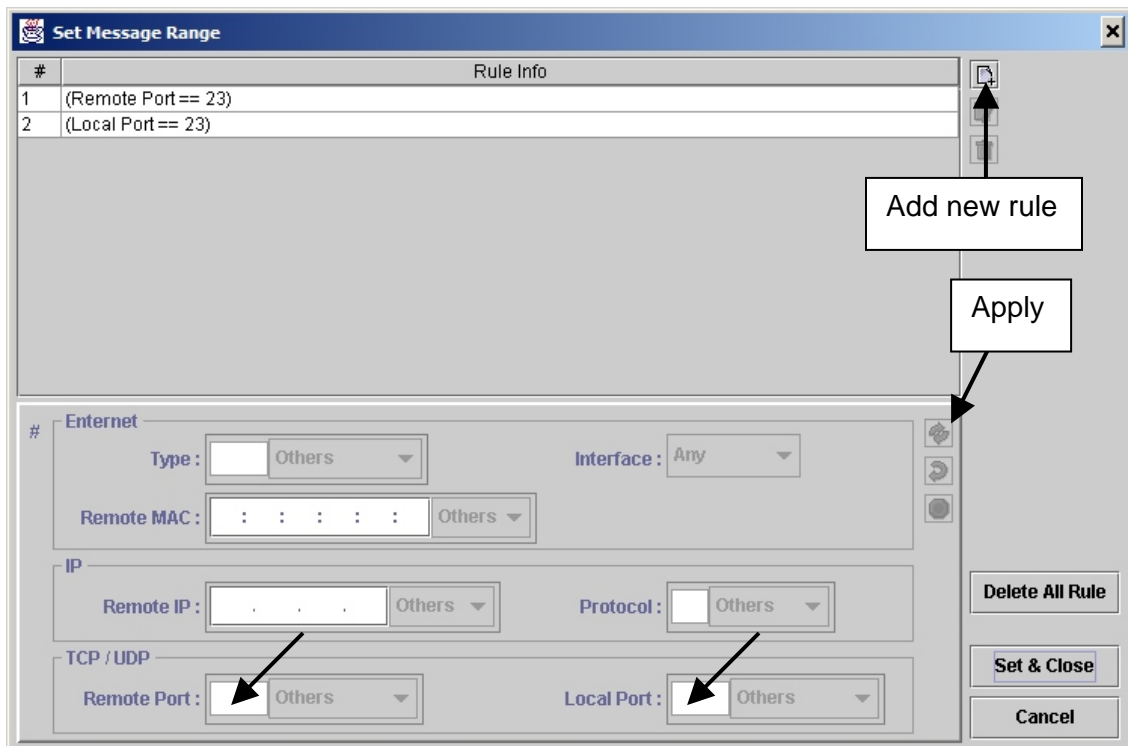 Set Message Range
# Rule Info
1 (Remote Port == 23)
2 (Local Port == 23)
Add new rule
Apply
# Enternet
Type : Others Interface : Any
Remote MAC : : : : : : Others
IP
Remote IP : . . . Others Protocol : Others
TCP / UDP
Remote Port : Others Local Port : Others
Delete All Rule
Set & Close
Cancel